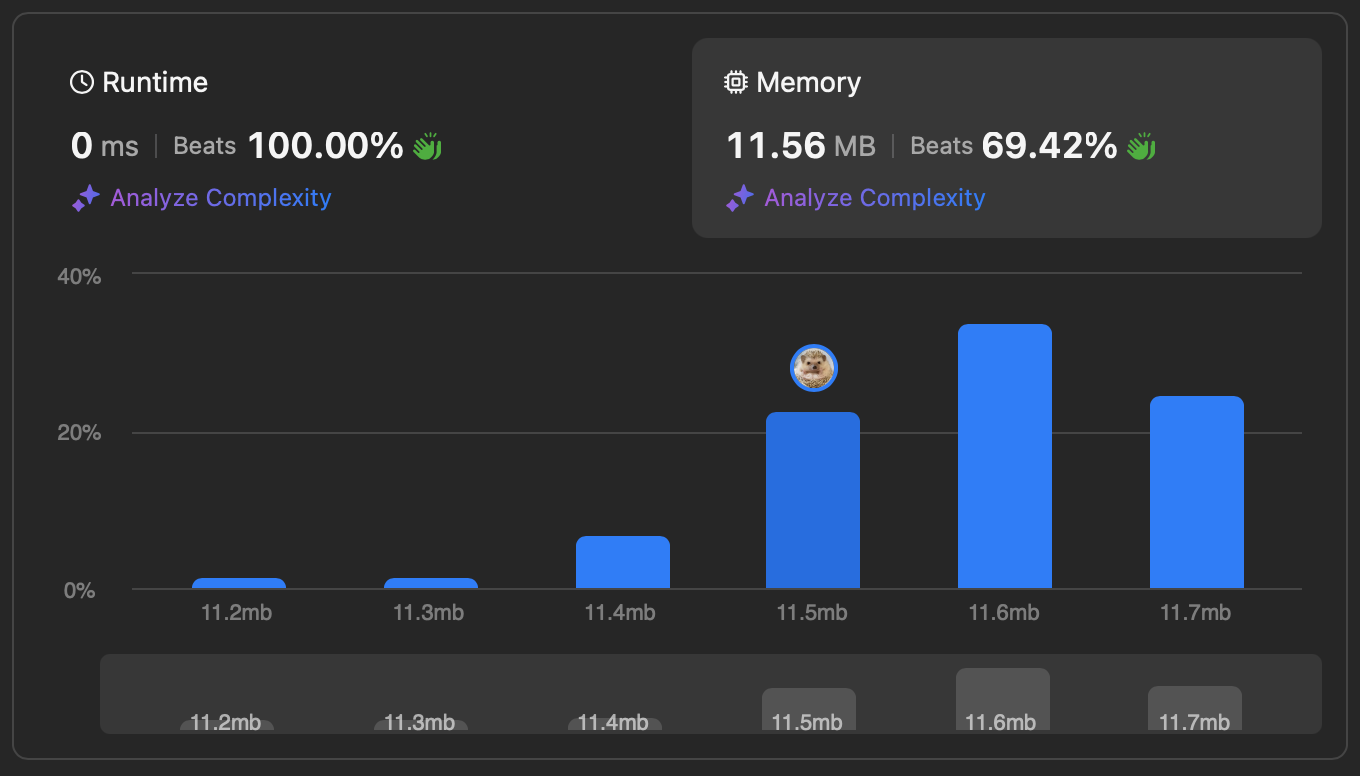 Runtime
0 ms | Beats 100.00%
Analyze Complexity
Memory
11.56 MB | Beats 69.42%
Analyze Complexity
40%
20%
0%
11.2mb 11.3mb 11.4mb 11.5mb 11.6mb 11.7mb
11.2mb 11.3mb 11.4mb 11.5mb 11.6mb 11.7mb